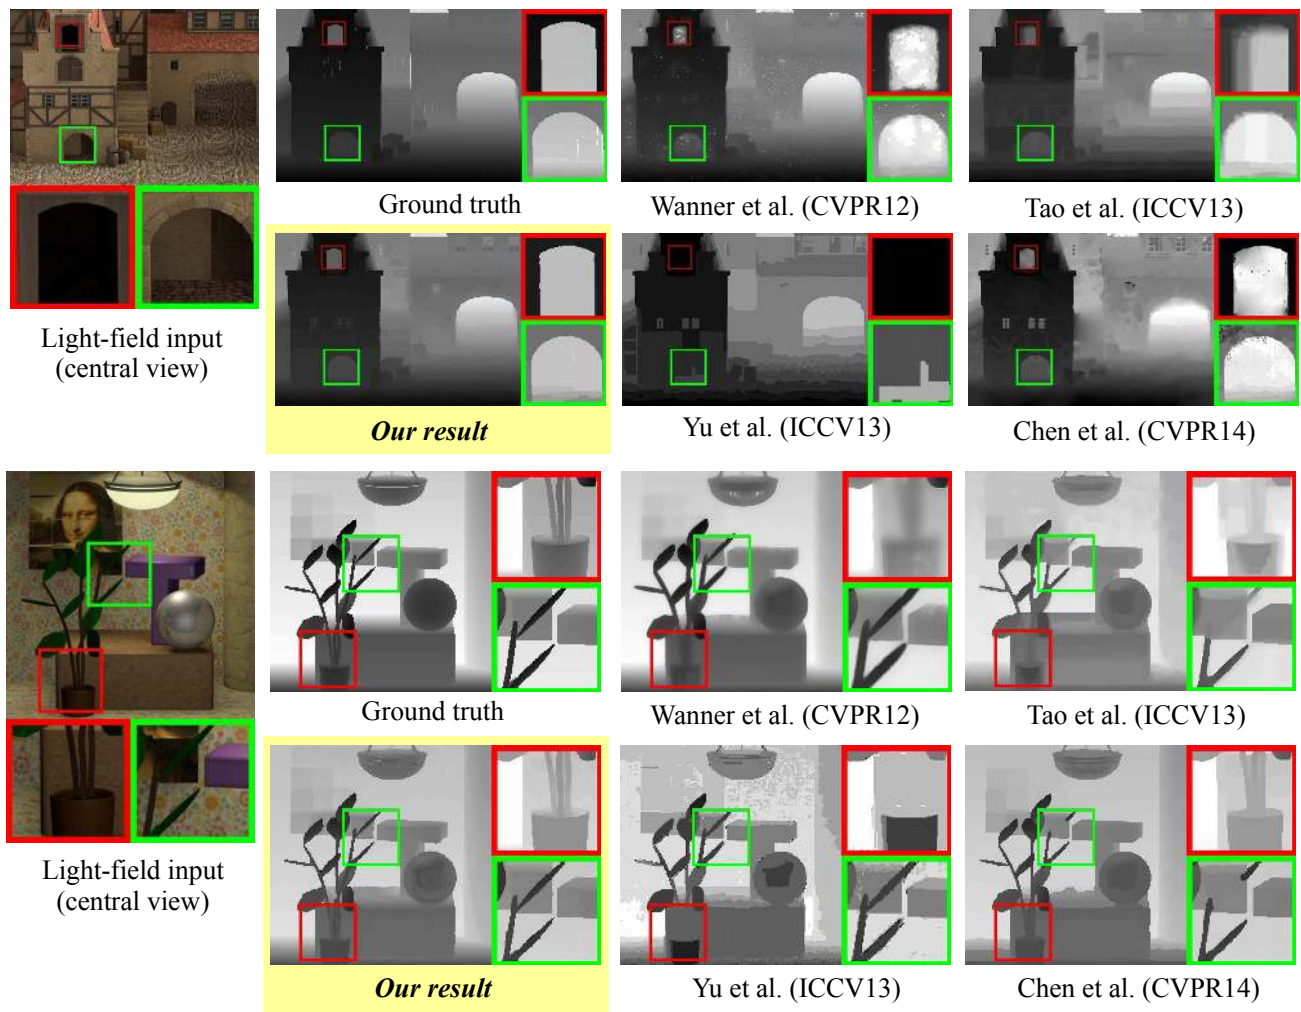 Ground truth
Wanner et al. (CVPR12)
Tao et al. (ICCV13)
Light-field input
(central view)
Our result
Yu et al. (ICCV13)
Chen et al. (CVPR14)
Ground truth
Wanner et al. (CVPR12)
Tao et al. (ICCV13)
Light-field input
(central view)
Our result
Yu et al. (ICCV13)
Chen et al. (CVPR14)